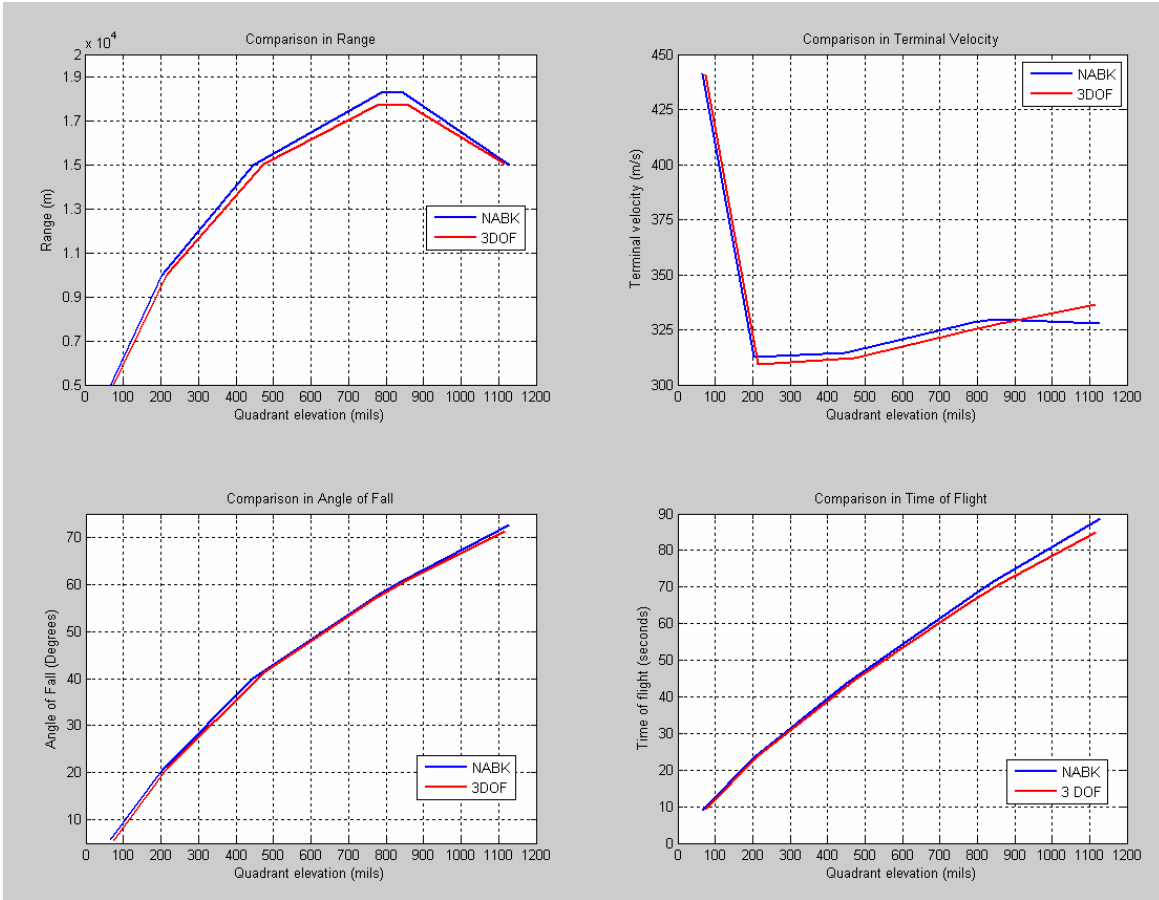 Comparison in Range
x 10^4
2
1.9
1.7
1.5
1.3
1.1
0.9
0.7
0.5
0 100 200 300 400 500 600 700 800 900 1000 1100 1200
Range (m)
Quadrant elevation (mils)
NABK
3DOF
Comparison in Terminal Velocity
450
425
400
375
350
325
300
0 100 200 300 400 500 600 700 800 900 1000 1100 1200
Terminal velocity (m/s)
Quadrant elevation (mils)
NABK
3DOF
Comparison in Angle of Fall
70
60
50
40
30
20
10
0 100 200 300 400 500 600 700 800 900 1000 1100 1200
Angle of Fall (Degrees)
Quadrant elevation (mils)
NABK
3DOF
Comparison in Time of Flight
90
80
70
60
50
40
30
20
10
0
0 100 200 300 400 500 600 700 800 900 1000 1100 1200
Time of flight (seconds)
Quadrant elevation (mils)
NABK
3 DOF